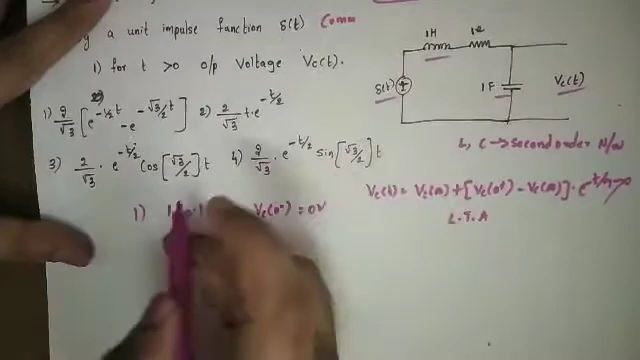 y a unit impulse function δ(t) Comm
1) for t >0 o/p Voltage Vc(t).
1) 2/√3 [e^-1/2t - e^-√3/2 t] 2) 2/√3 t·e^-t/2
3) 2/√3 · e^-t/2 Cos[√3/2]t 4) 2/√3 · e^-t/2 sin[√3/2]t
1H 1Ω
δ(t) 1F Vc(t)
L, C → Second order N/w
Vc(t) = Vc(∞) + [Vc(0+) - Vc(∞)] · e^-t/τ
L.T.A
1) Vc(0-) = 0V